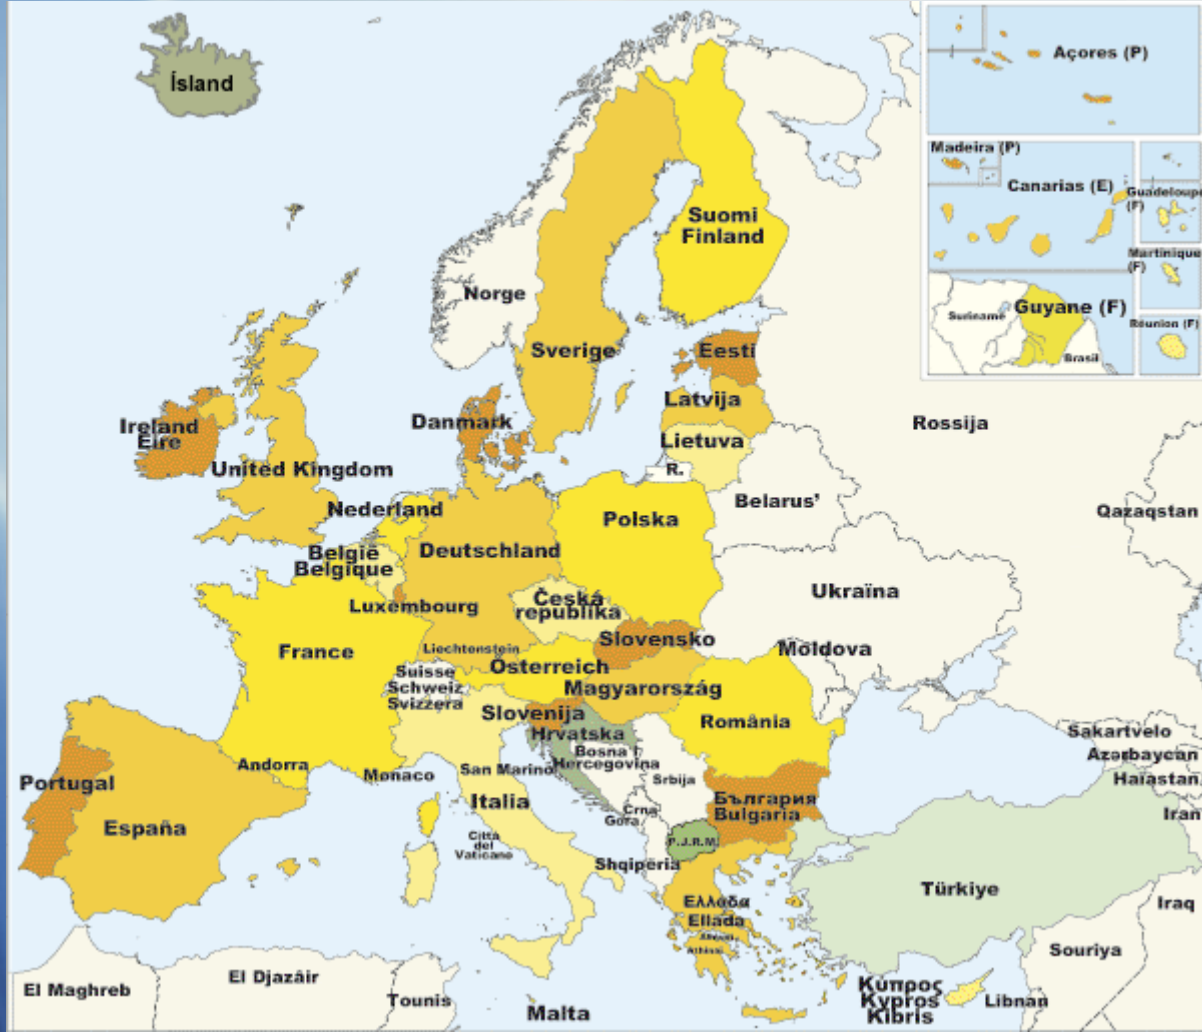 Ísland
Açores (P)
Madeira (P)
Canarias (E)
Guadeloupe
(F)
Martinique
(F)
Guyane (F)
Suriname
Brasil
Réunion (F)
Suomi
Finland
Norge
Sverige
Eesti
Latvija
Lietuva
R.
Danmark
Ireland
Eire
United Kingdom
Nederland
België
Belgique
Deutschland
Polska
Belarus'
Rossija
Qazaqstan
Luxembourg
Česká
republika
Ukraïna
France
Liechtenstein
Slovensko
Moldova
Suisse
Schweiz
Svizzera
Österreich
Magyarország
Slovenija
România
Hrvatska
Bosna i
Hercegovina
Sakartvelo
Azərbaycan
Haïastan
Iran
Andorra
Monaco
San Marino
Srbija
Portugal
España
Italia
Crna
Gora
България
Bulgaria
Città
del
Vaticano
P.J.R.M.
Shqipëria
Türkiye
Ελλάδα
Ellada
Athinai
Iraq
Souriya
El Maghreb
El Djazâir
Tounis
Malta
Κύπρος
Kypros
Kibris
Libnan